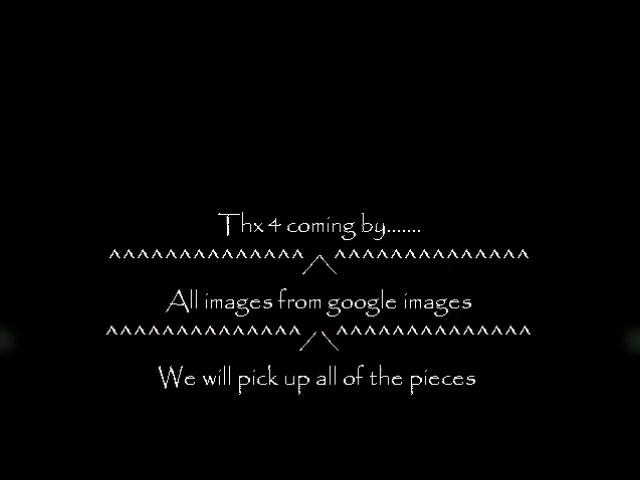 Thx 4 coming by.......
^^^^^^^^^^^^^^ /\ ^^^^^^^^^^^^^^
All images from google images
^^^^^^^^^^^^^^ /\ ^^^^^^^^^^^^^^
We will pick up all of the pieces